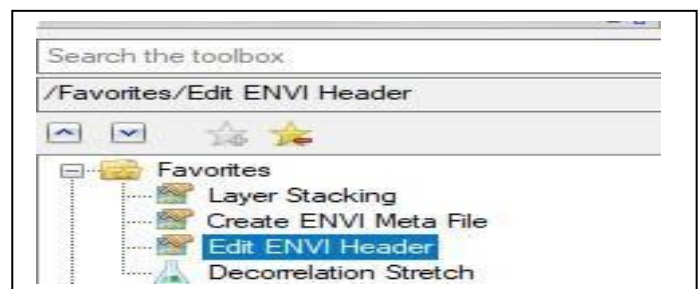 Search the toolbox
/Favorites/Edit ENVI Header
Favorites
Layer Stacking
Create ENVI Meta File
Edit ENVI Header
Decorrelation Stretch